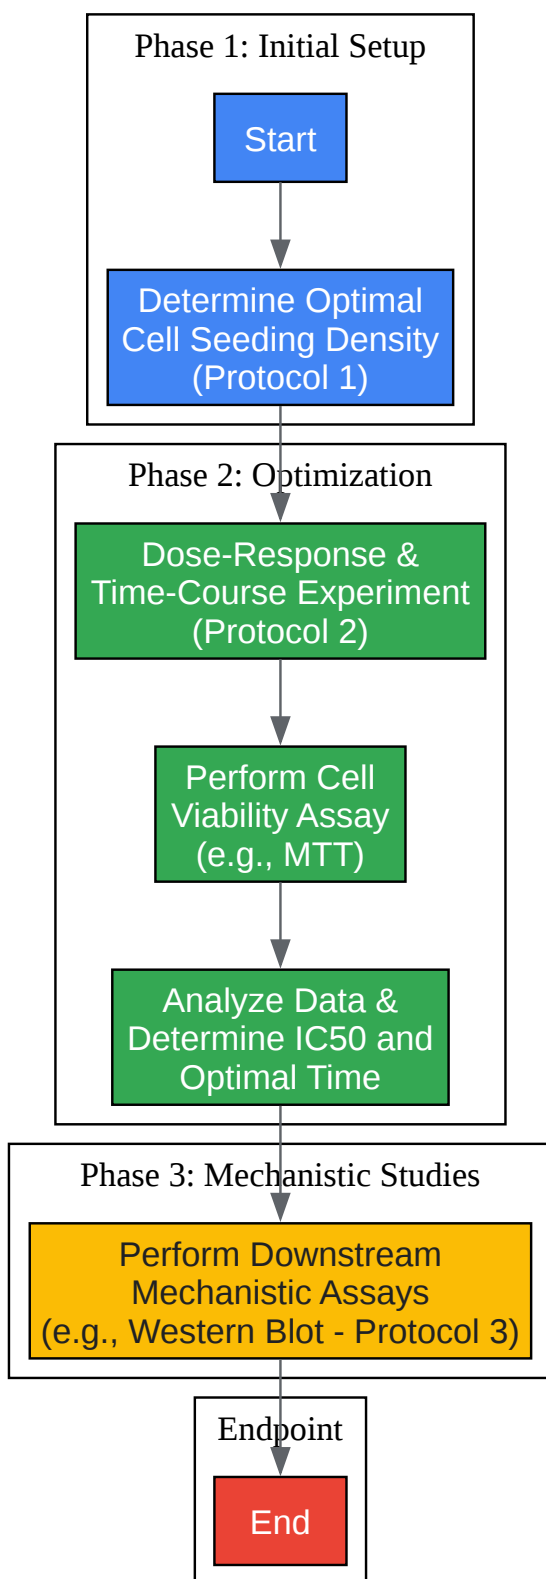 Phase 1: Initial Setup
Start
Determine Optimal
Cell Seeding Density
(Protocol 1)
Phase 2: Optimization
Dose-Response &
Time-Course Experiment
(Protocol 2)
Perform Cell
Viability Assay
(e.g., MTT)
Analyze Data &
Determine IC50 and
Optimal Time
Phase 3: Mechanistic Studies
Perform Downstream
Mechanistic Assays
(e.g., Western Blot - Protocol 3)
Endpoint
End